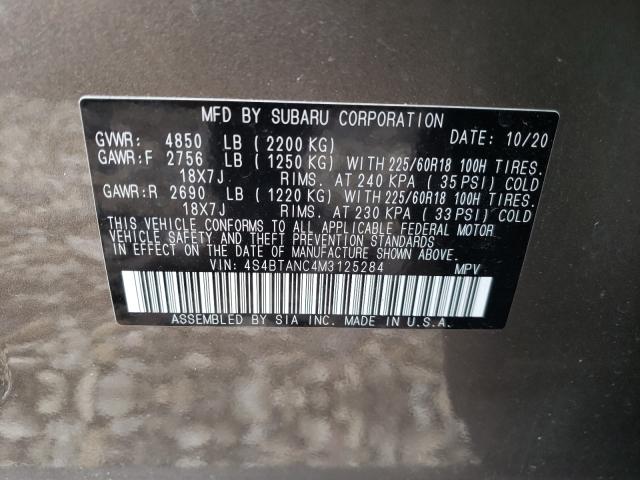 MFD BY SUBARU CORPORATION
GVWR: 4850 LB (2200 KG) DATE: 10/20
GAWR:F 2756 LB (1250 KG) WITH 225/60R18 100H TIRES.
18X7J RIMS. AT 240 KPA (35 PSI) COLD
GAWR:R 2690 LB (1220 KG) WITH 225/60R18 100H TIRES.
18X7J RIMS. AT 230 KPA (33 PSI) COLD
THIS VEHICLE CONFORMS TO ALL APPLICABLE FEDERAL MOTOR
VEHICLE SAFETY AND THEFT PREVENTION STANDARDS
IN EFFECT ON THE DATE OF MANUFACTURE SHOWN ABOVE.
VIN: 4S4BTANC4M3125284 MPV
ASSEMBLED BY SIA INC. MADE IN U.S.A.